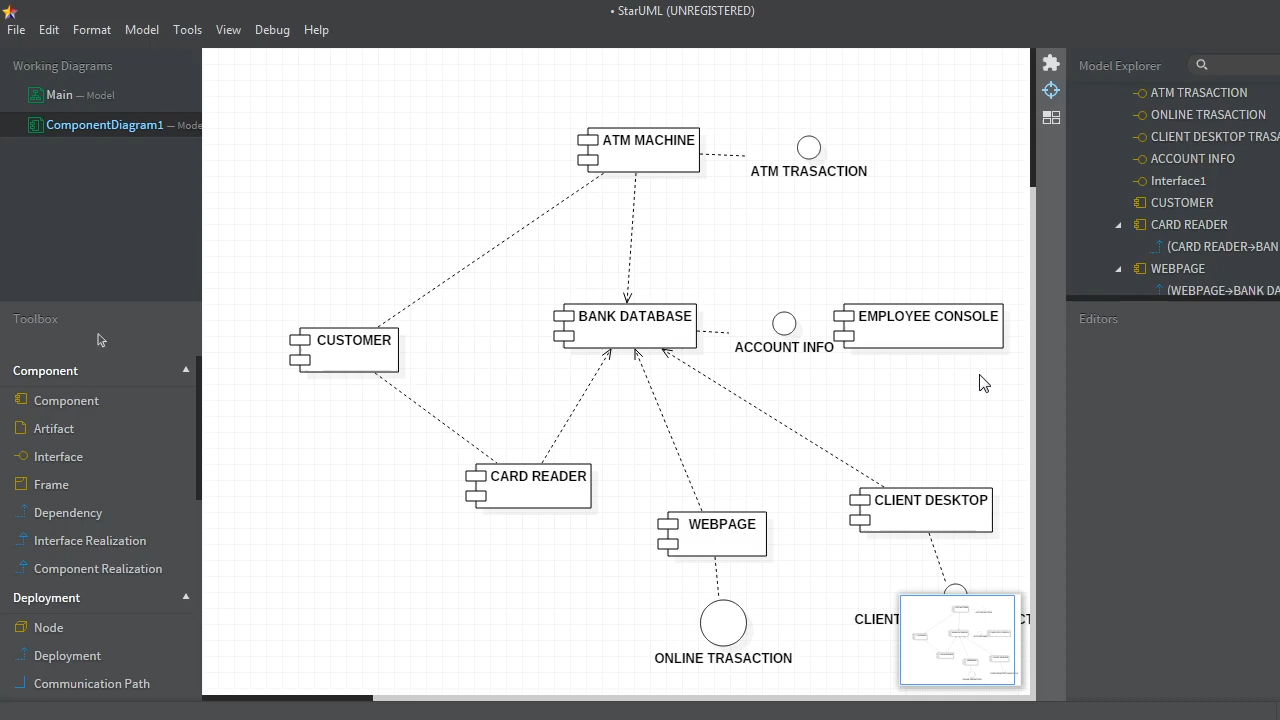 • StarUML (UNREGISTERED)
File Edit Format Model Tools View Debug Help
Working Diagrams
Main — Model
ComponentDiagram1 — Mode
Toolbox
Component
Component
Artifact
Interface
Frame
Dependency
Interface Realization
Component Realization
Deployment
Node
Deployment
Communication Path
ATM MACHINE
ATM TRASACTION
BANK DATABASE
ACCOUNT INFO
EMPLOYEE CONSOLE
CUSTOMER
CARD READER
WEBPAGE
CLIENT DESKTOP
CLIENT
ONLINE TRASACTION
Model Explorer
ATM TRASACTION
ONLINE TRASACTION
CLIENT DESKTOP TRASA
ACCOUNT INFO
Interface1
CUSTOMER
CARD READER
(CARD READER→BAN
WEBPAGE
(WEBPAGE→BANK DA
Editors